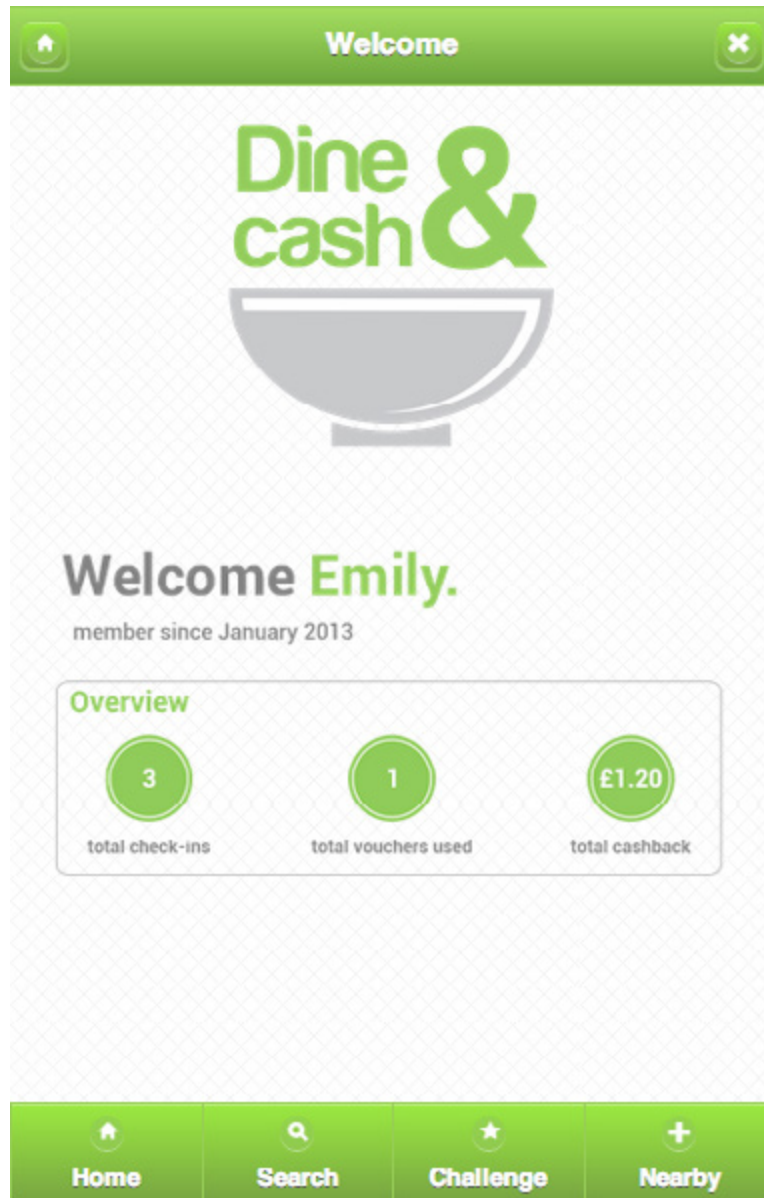 Welcome
Dine &
cash
Welcome Emily.
member since January 2013
Overview
3 1 £1.20
total check-ins total vouchers used total cashback
Home Search Challenge Nearby